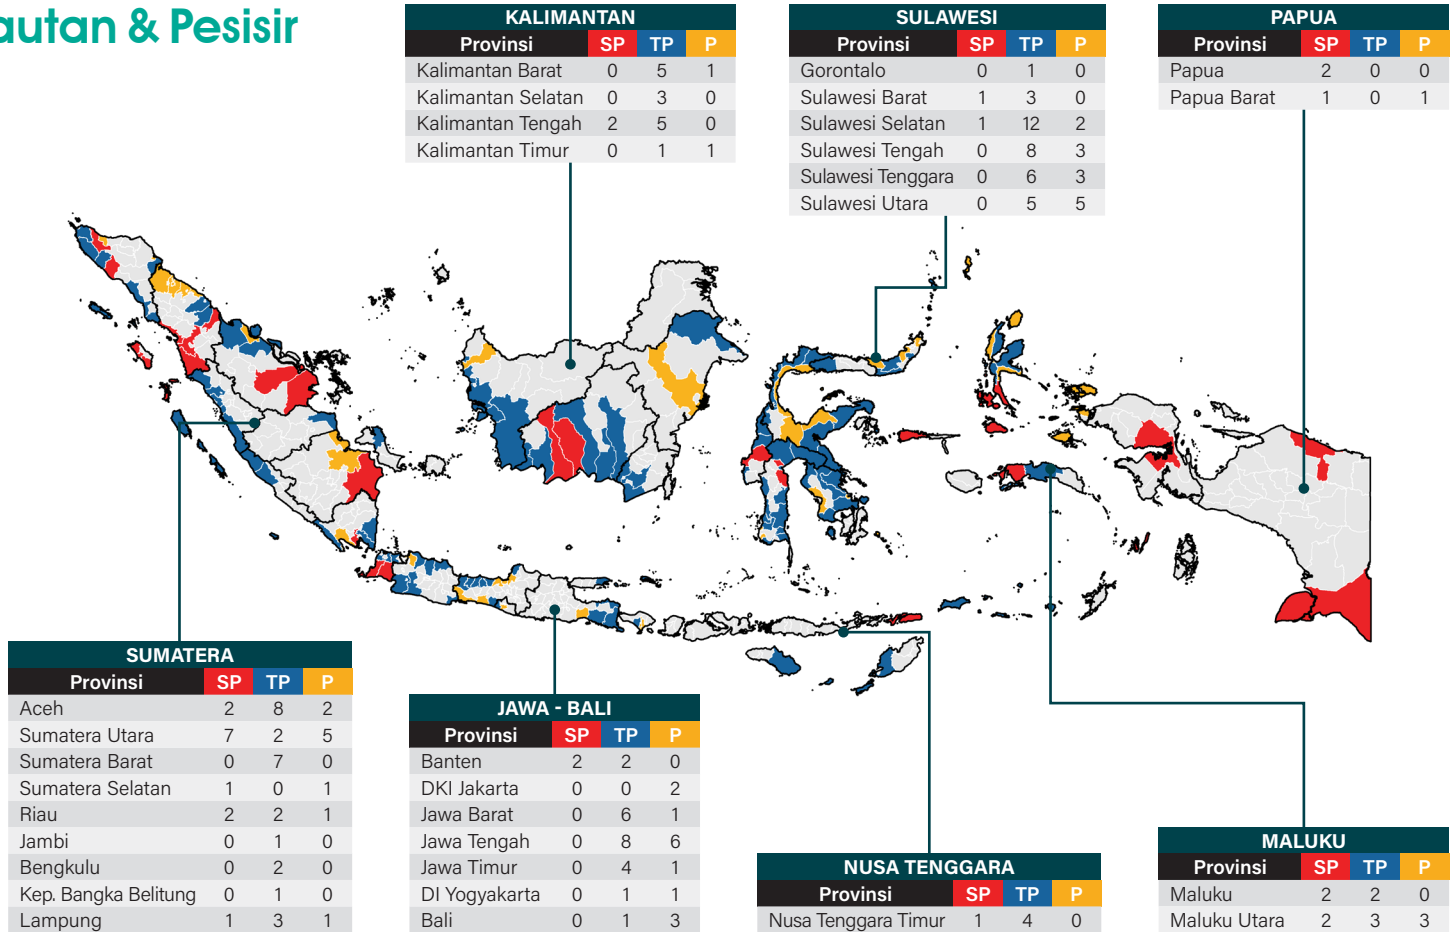 autan & Pesisir
KALIMANTAN
Provinsi SP TP P
Kalimantan Barat 0 5 1
Kalimantan Selatan 0 3 0
Kalimantan Tengah 2 5 0
Kalimantan Timur 0 1 1
SULAWESI
Provinsi SP TP P
Gorontalo 0 1 0
Sulawesi Barat 1 3 0
Sulawesi Selatan 1 12 2
Sulawesi Tengah 0 8 3
Sulawesi Tenggara 0 6 3
Sulawesi Utara 0 5 5
PAPUA
Provinsi SP TP P
Papua 2 0 0
Papua Barat 1 0 1
SUMATERA
Provinsi SP TP P
Aceh 2 8 2
Sumatera Utara 7 2 5
Sumatera Barat 0 7 0
Sumatera Selatan 1 0 1
Riau 2 2 1
Jambi 0 1 0
Bengkulu 0 2 0
Kep. Bangka Belitung 0 1 0
Lampung 1 3 1
JAWA - BALI
Provinsi SP TP P
Banten 2 2 0
DKI Jakarta 0 0 2
Jawa Barat 0 6 1
Jawa Tengah 0 8 6
Jawa Timur 0 4 1
DI Yogyakarta 0 1 1
Bali 0 1 3
NUSA TENGGARA
Provinsi SP TP P
Nusa Tenggara Timur 1 4 0
MALUKU
Provinsi SP TP P
Maluku 2 2 0
Maluku Utara 2 3 3